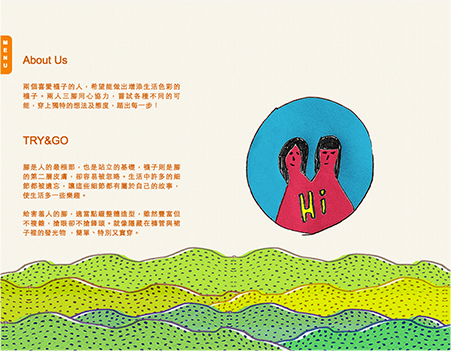 MENU
About Us
兩個喜愛襪子的人，希望能做出增添生活色彩的
襪子。兩人三腳同心協力，嘗試各種不同的可
能、穿上獨特的想法及態度，踏出每一步！
TRY&GO
腳是人的最根部，也是站立的基礎。襪子則是腳
的第二層皮膚，卻容易被忽略。生活中許多的細
節都被遺忘，讓這些細節都有屬於自己的故事，
使生活多一些樂趣。
給害羞人的腳，適當點綴整體造型，雖然豐富但
不複雜，搶眼卻不搶鋒頭。就像隱藏在褲管與裙
子裡的發光物，簡單、特別又實穿。
Hi